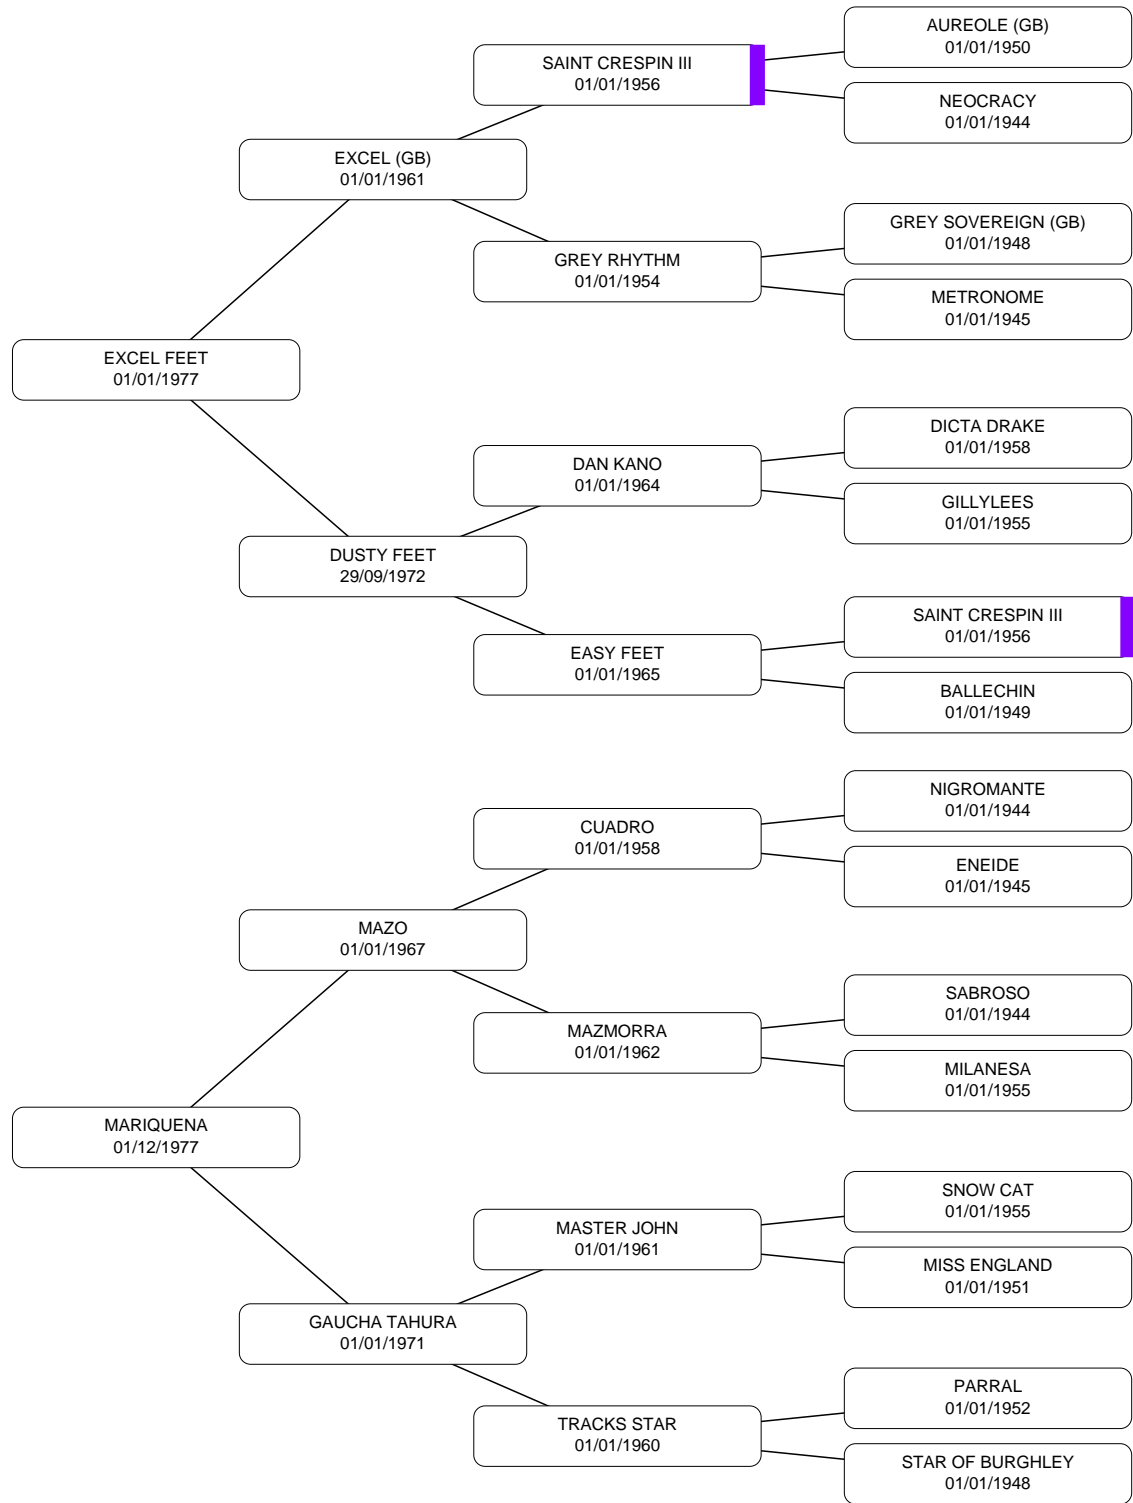 AUREOLE (GB)
01/01/1950
SAINT CRESPIN III
01/01/1956
NEOCRACY
01/01/1944
EXCEL (GB)
01/01/1961
GREY SOVEREIGN (GB)
01/01/1948
GREY RHYTHM
01/01/1954
METRONOME
01/01/1945
EXCEL FEET
01/01/1977
DICTA DRAKE
01/01/1958
DAN KANO
01/01/1964
GILLYLEES
01/01/1955
DUSTY FEET
29/09/1972
SAINT CRESPIN III
01/01/1956
EASY FEET
01/01/1965
BALLECHIN
01/01/1949
NIGROMANTE
01/01/1944
CUADRO
01/01/1958
ENEIDE
01/01/1945
MAZO
01/01/1967
SABROSO
01/01/1944
MAZMORRA
01/01/1962
MILANESA
01/01/1955
MARIQUENA
01/12/1977
SNOW CAT
01/01/1955
MASTER JOHN
01/01/1961
MISS ENGLAND
01/01/1951
GAUCHA TAHURA
01/01/1971
PARRAL
01/01/1952
TRACKS STAR
01/01/1960
STAR OF BURGHLEY
01/01/1948